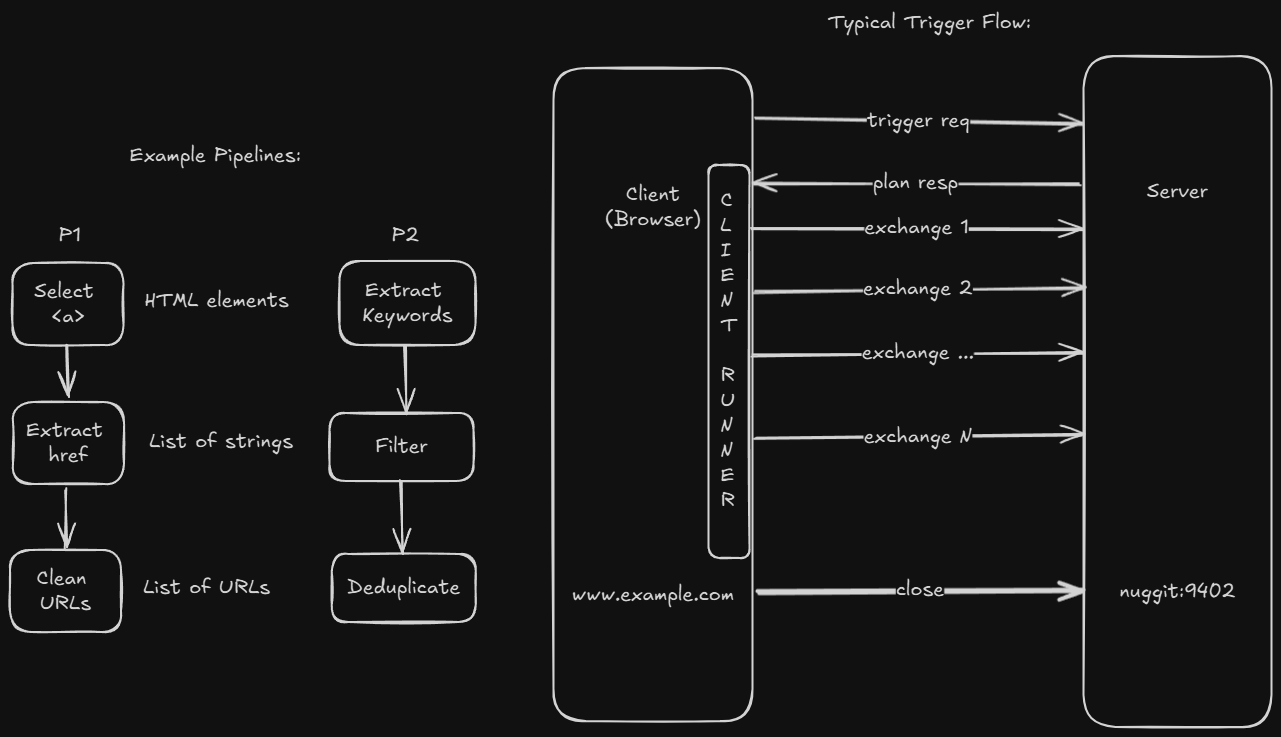 Typical Trigger Flow:
Example Pipelines:
P1
Select
<a>
HTML elements
Extract
href
List of strings
Clean
URLs
List of URLs
P2
Extract
Keywords
Filter
Deduplicate
Client
(Browser)
CLIENT RUNNER
www.example.com
trigger req
plan resp
exchange 1
exchange 2
exchange ...
exchange N
close
Server
nuggit:9402